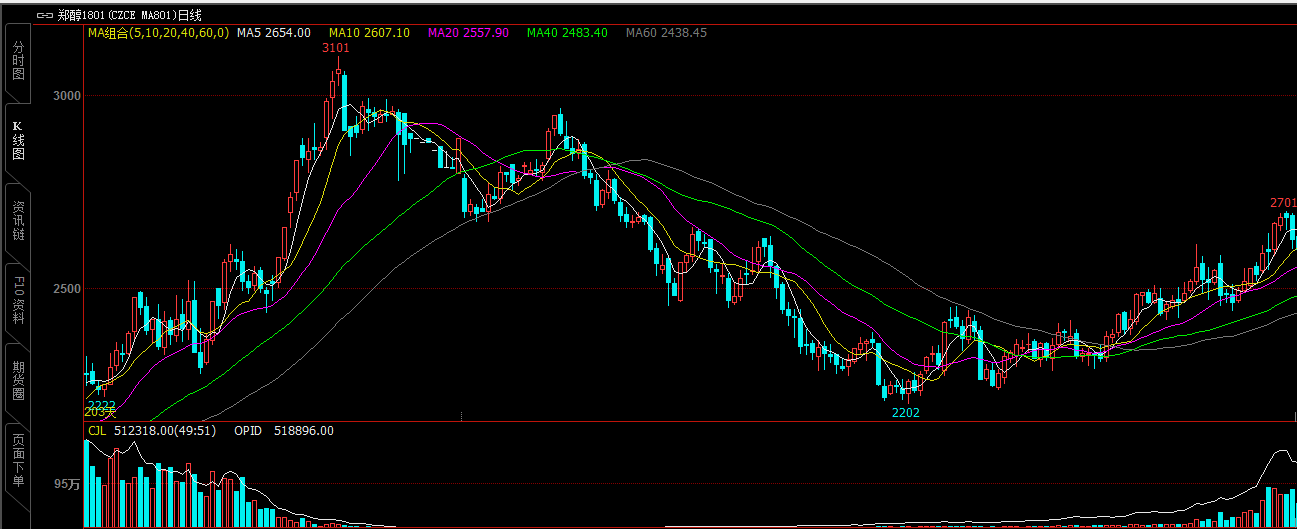 郑醇1801(CZCE MA801)日线
MA组合(5,10,20,40,60,0) MA5 2654.00 MA10 2607.10 MA20 2557.90 MA40 2483.40 MA60 2438.45
分时图
K线图
资讯链
F10资料
期货圈
页面下单
3101
3000
2701
2500
2222
203天
2202
CJL 512318.00(49:51) OPID 518896.00
95万